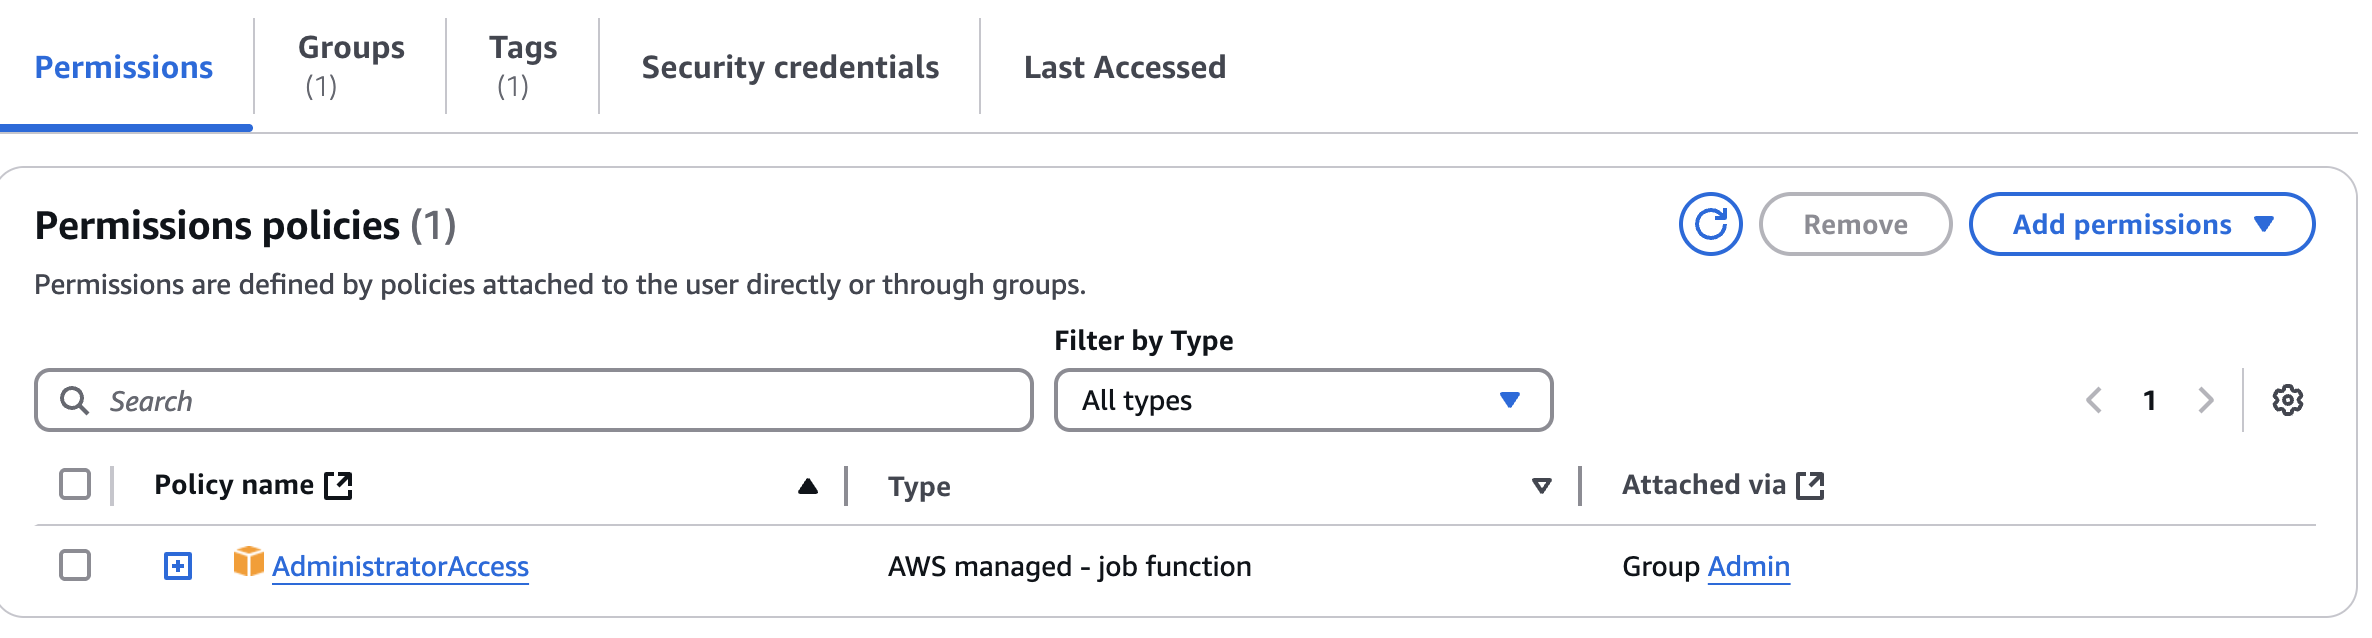 Permissions
Groups (1)
Tags (1)
Security credentials
Last Accessed
Permissions policies (1)
Remove
Add permissions
Permissions are defined by policies attached to the user directly or through groups.
Filter by Type
Search
All types
1
Policy name
Type
Attached via
AdministratorAccess
AWS managed - job function
Group Admin